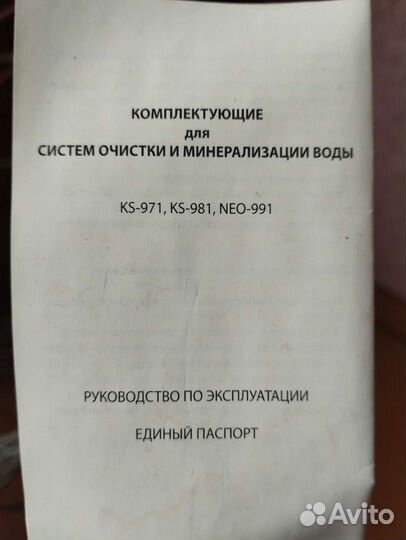 КОМПЛЕКТУЮЩИЕ
для
СИСТЕМ ОЧИСТКИ И МИНЕРАЛИЗАЦИИ ВОДЫ
KS-971, KS-981, NEO-991
РУКОВОДСТВО ПО ЭКСПЛУАТАЦИИ
ЕДИНЫЙ ПАСПОРТ
Avito